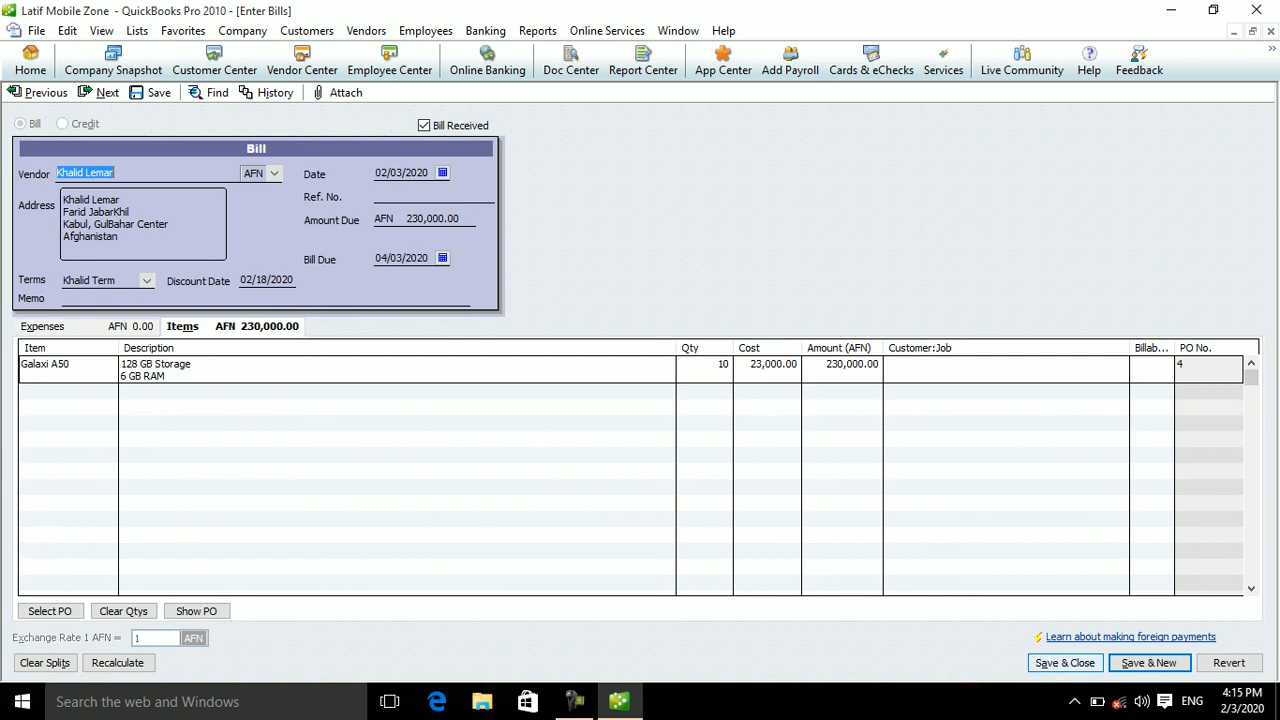 Latif Mobile Zone - QuickBooks Pro 2010 - [Enter Bills]
File Edit View Lists Favorites Company Customers Vendors Employees Banking Reports Online Services Window Help
Home Company Snapshot Customer Center Vendor Center Employee Center Online Banking Doc Center Report Center App Center Add Payroll Cards & eChecks Services Live Community Help Feedback
Previous Next Save Find History Attach
Bill Credit Bill Received
Bill
Vendor Khalid Lemar AFN Date 02/03/2020
Address Khalid Lemar
Farid JabarKhil
Kabul, GulBahar Center
Afghanistan
Ref. No.
Amount Due AFN 230,000.00
Bill Due 04/03/2020
Terms Khalid Term Discount Date 02/18/2020
Memo
Expenses AFN 0.00 Items AFN 230,000.00
Item Description Qty Cost Amount (AFN) Customer:Job Billab... PO No.
Galaxi A50 128 GB Storage 10 23,000.00 230,000.00 4
6 GB RAM
Select PO Clear Qtys Show PO
Exchange Rate 1 AFN = 1 AFN
Learn about making foreign payments
Clear Splits Recalculate Save & Close Save & New Revert
Search the web and Windows
ENG
4:15 PM
2/3/2020